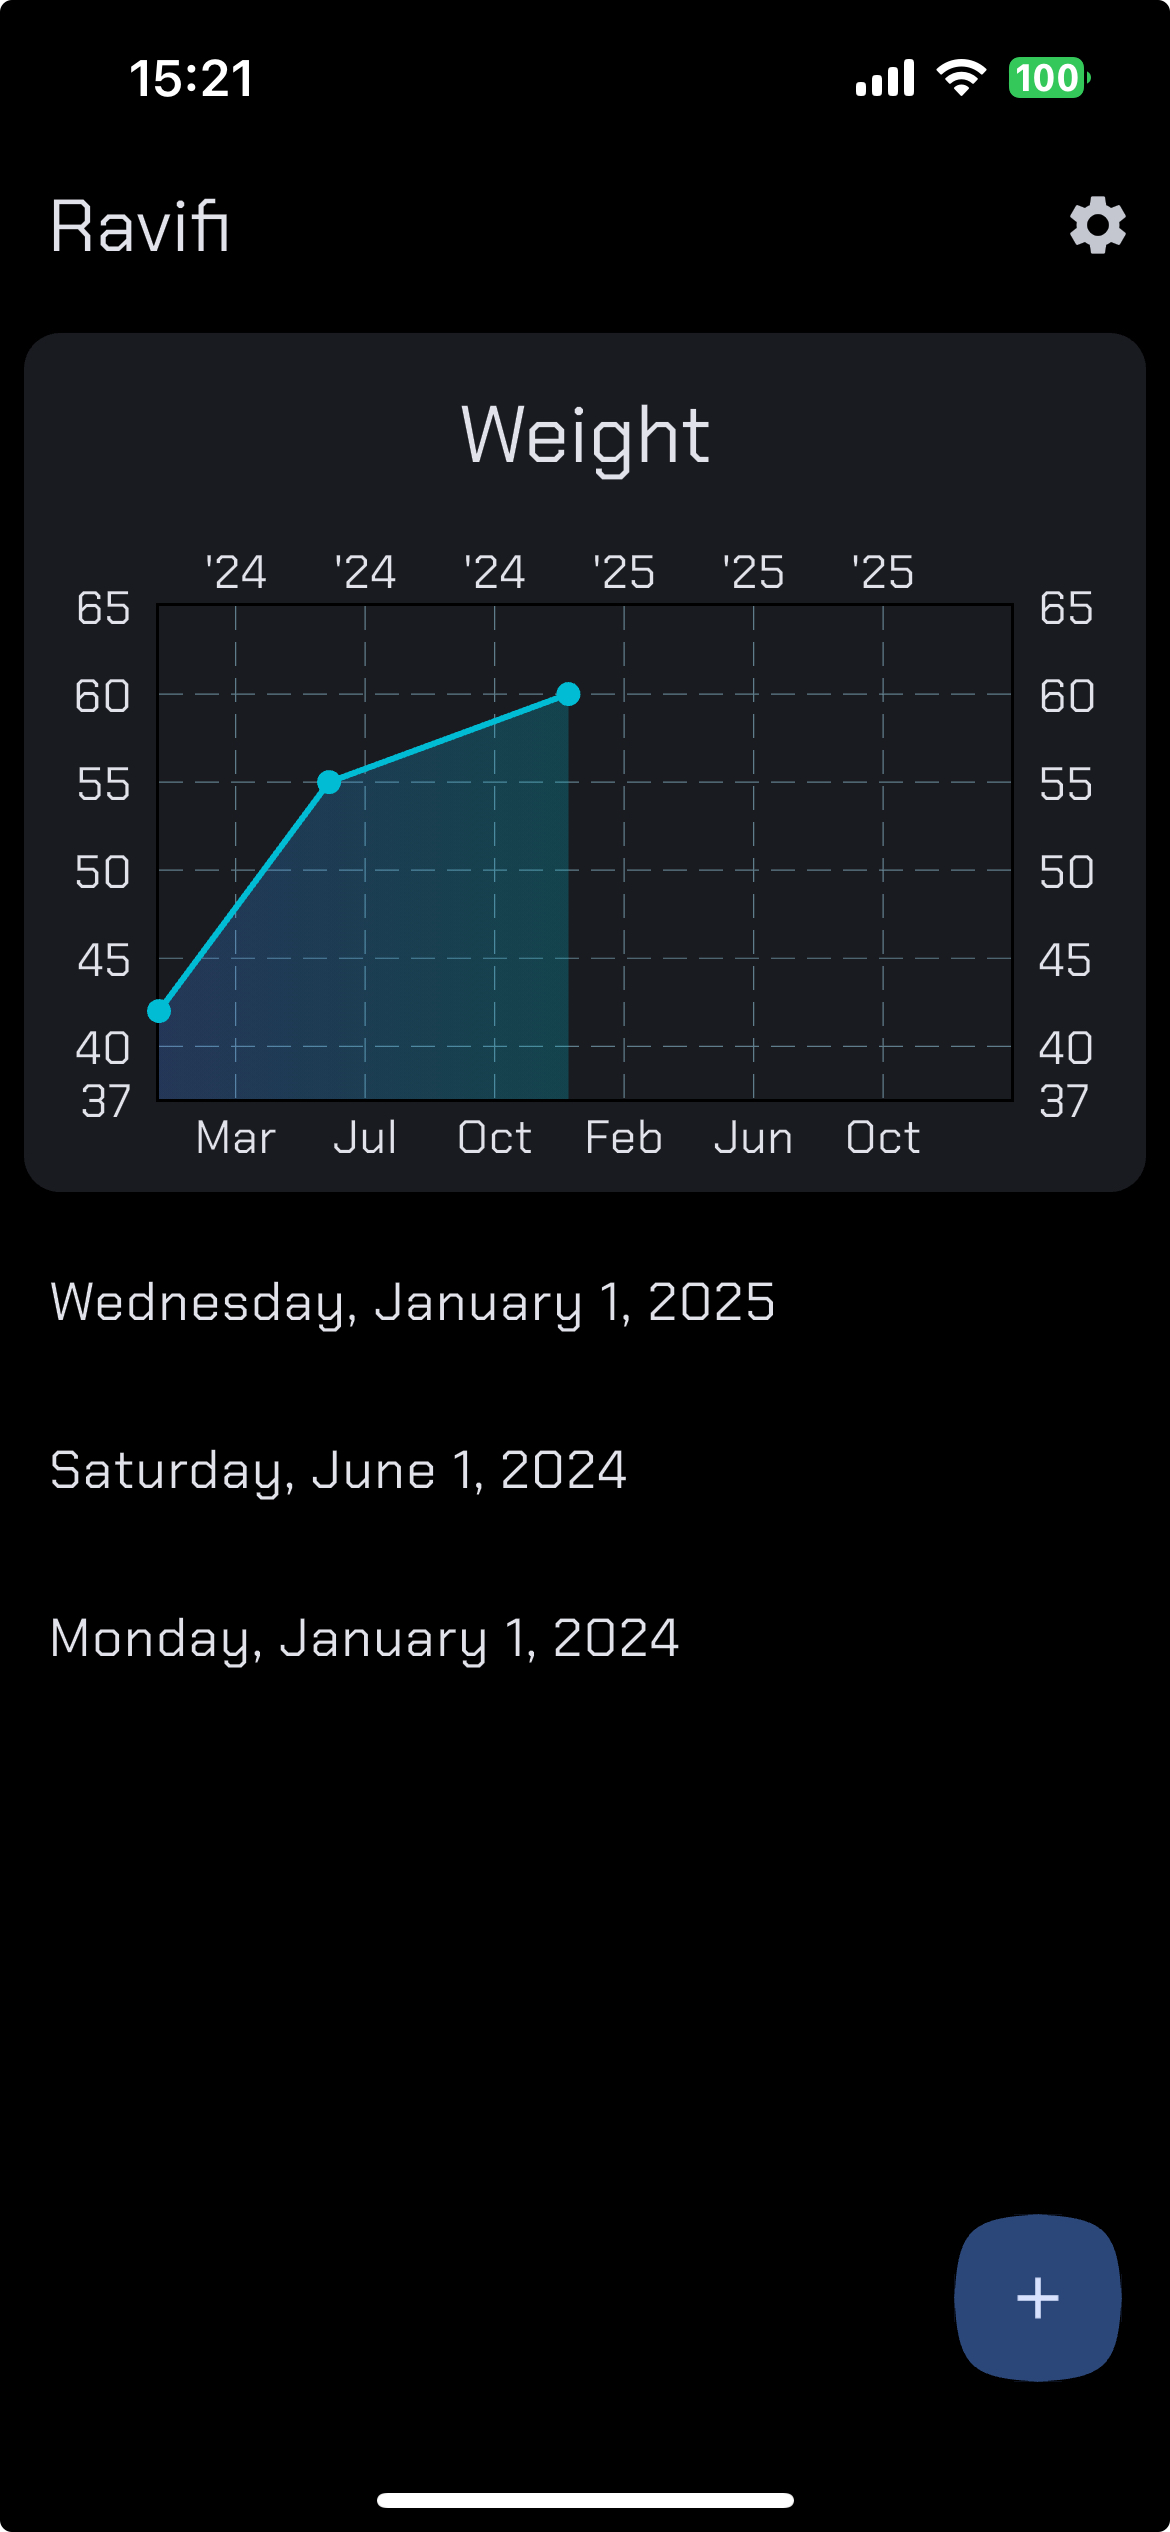 15:21 100
Ravifi
Weight
'24 '24 '24 '25 '25 '25
65 65
60 60
55 55
50 50
45 45
40 40
37 37
Mar Jul Oct Feb Jun Oct
Wednesday, January 1, 2025
Saturday, June 1, 2024
Monday, January 1, 2024
+